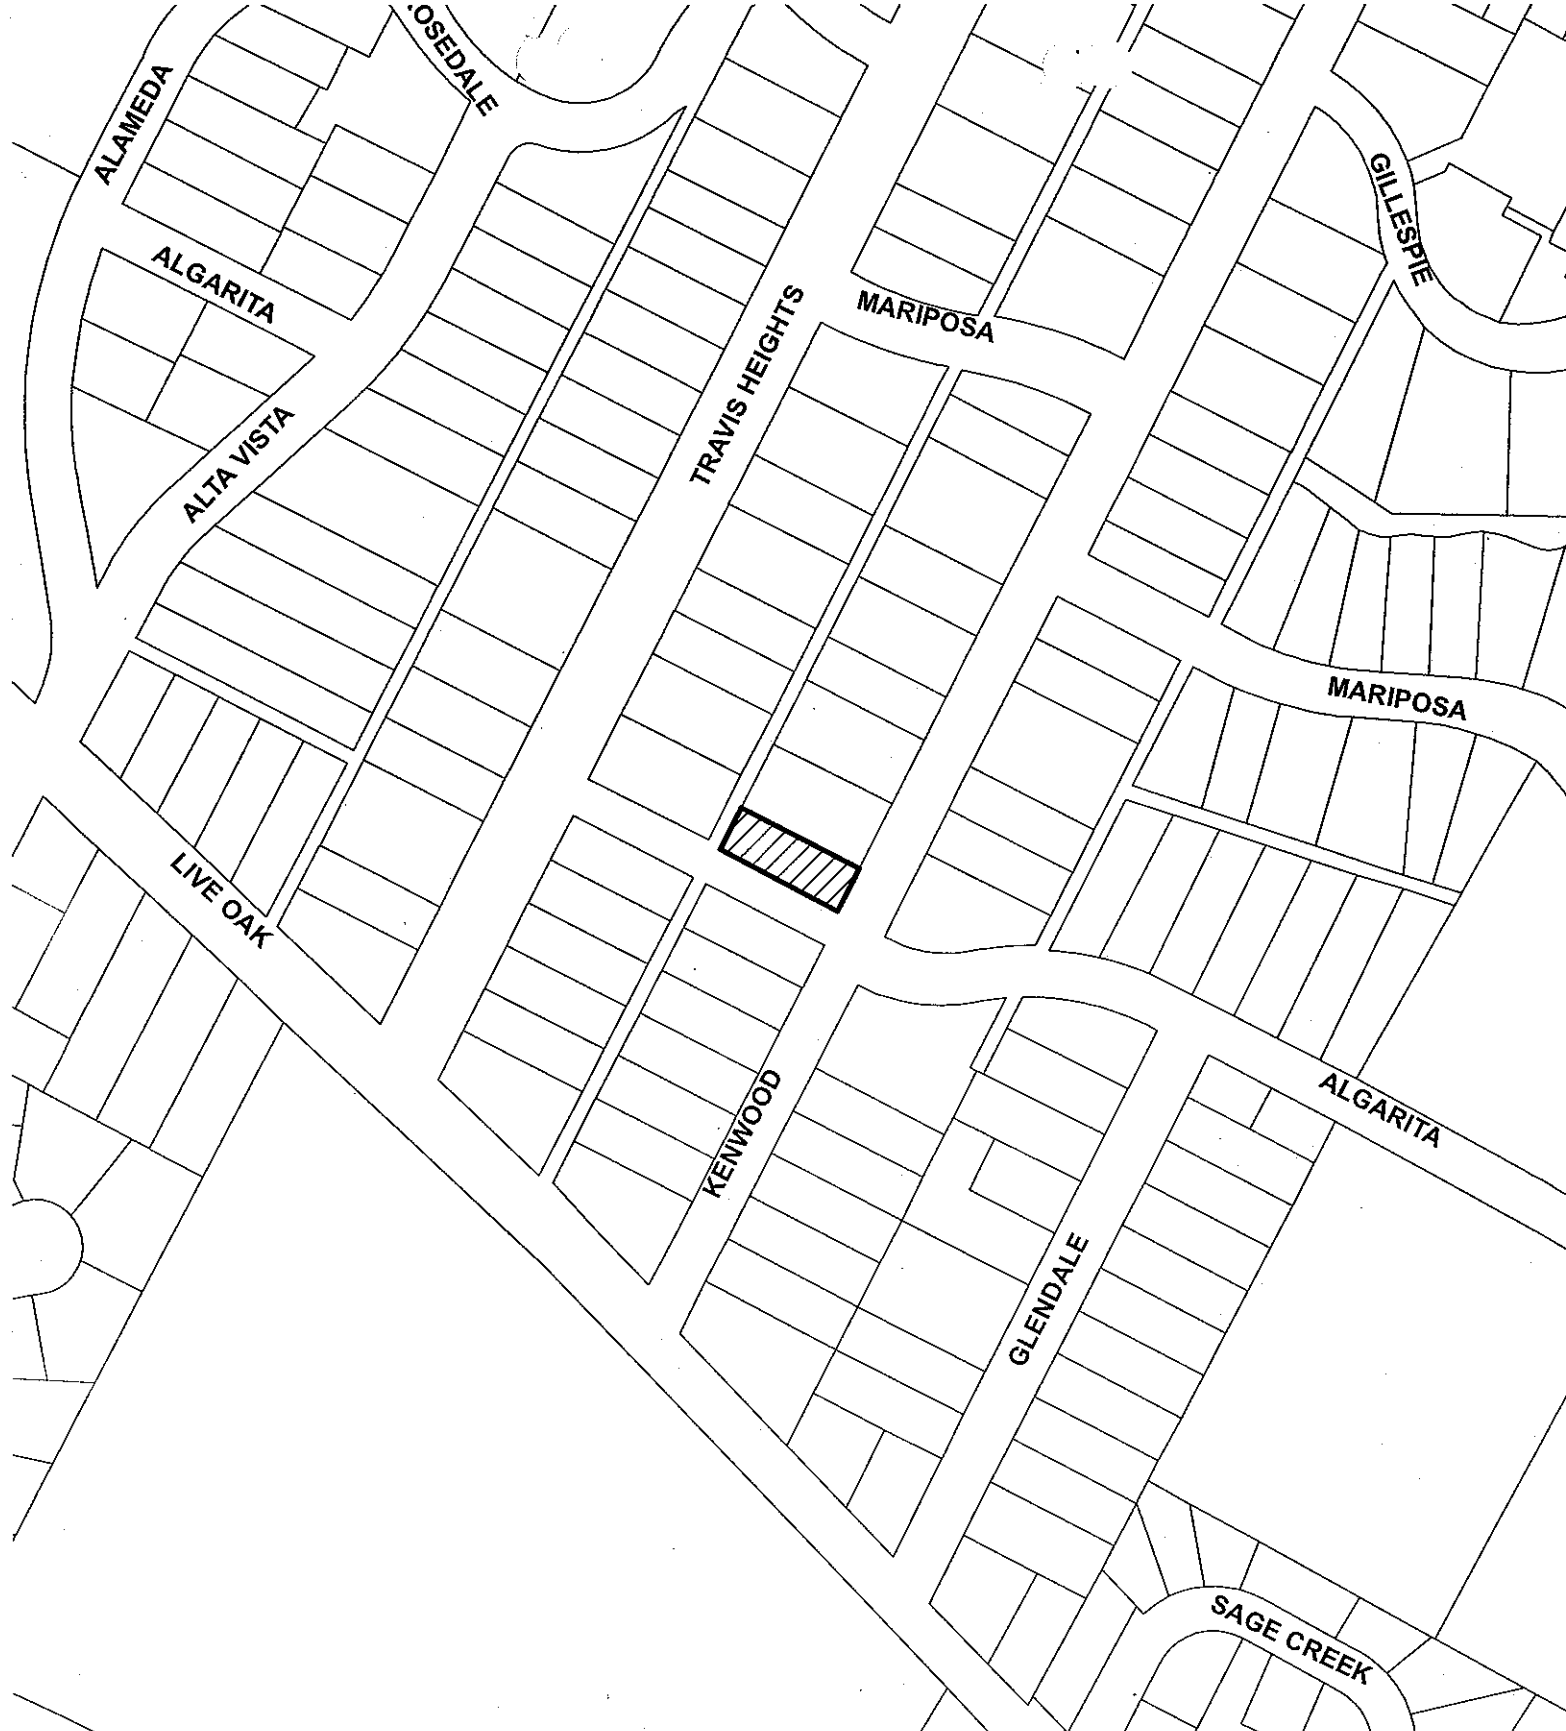 OSEDALE
ALAMEDA
GILLESPIE
ALGARITA
MARIPOSA
TRAVIS HEIGHTS
ALTA VISTA
MARIPOSA
LIVE OAK
KENWOOD
ALGARITA
GLENDALE
SAGE CREEK